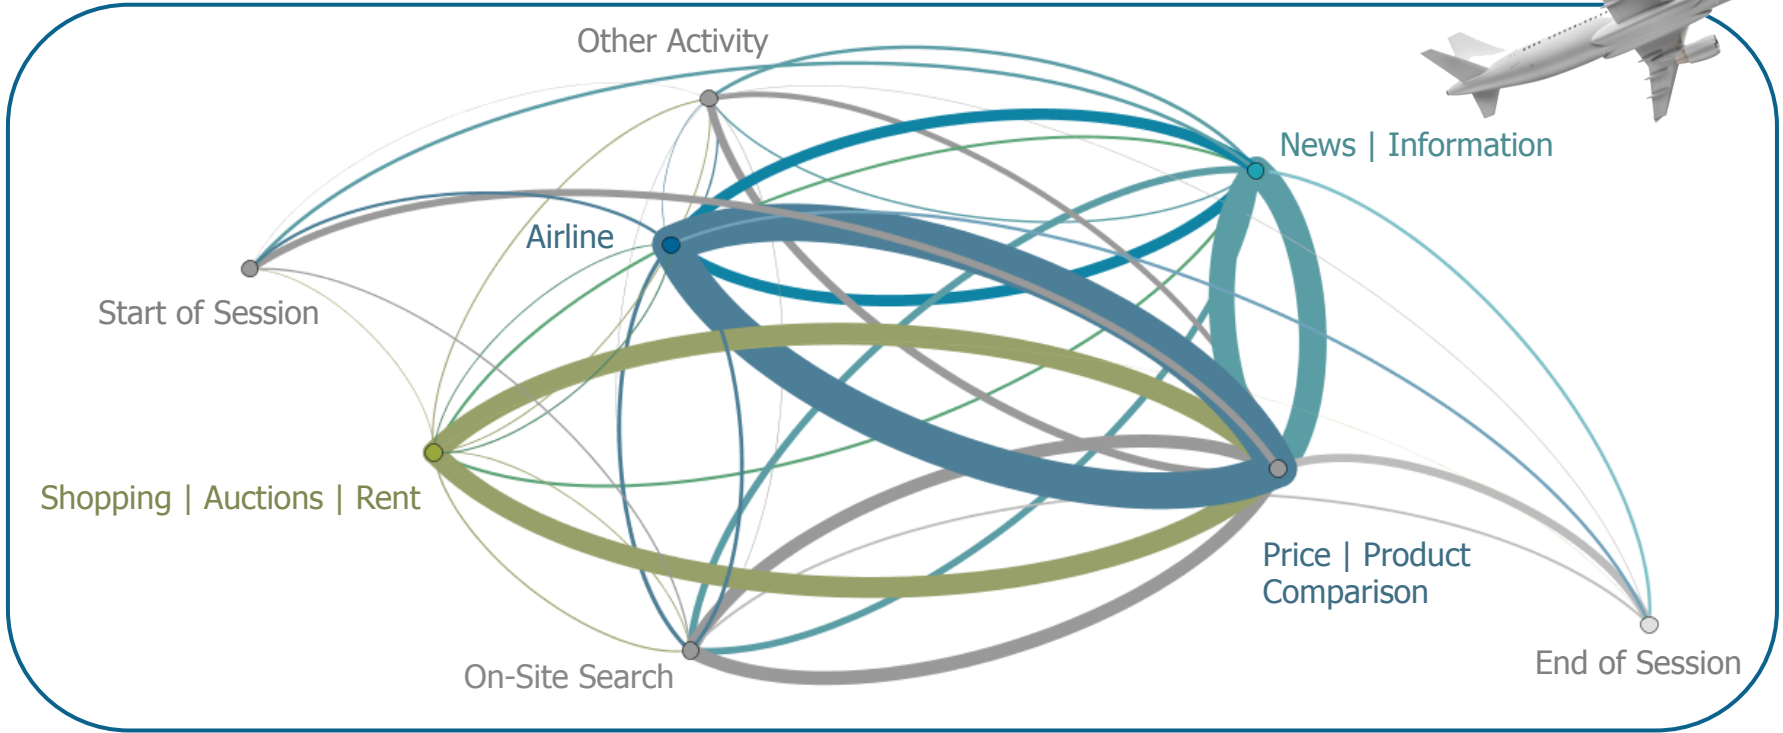 Other Activity
News | Information
Airline
Start of Session
Shopping | Auctions | Rent
Price | Product
Comparison
On-Site Search
End of Session